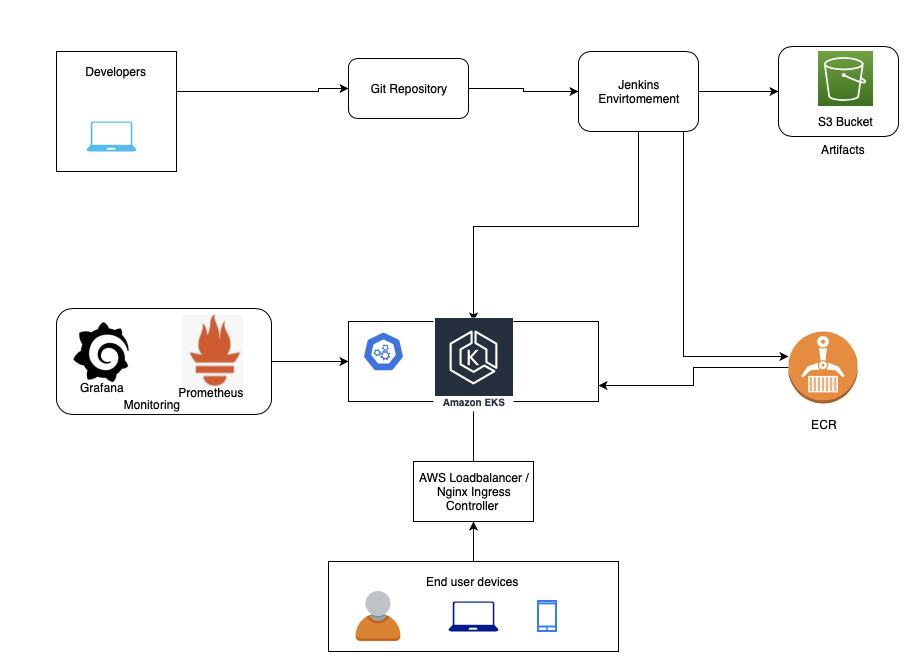 Developers
Git Repository
Jenkins
Envirtomement
S3 Bucket
Artifacts
Grafana
Prometheus
Monitoring
K
Amazon EKS
ECR
AWS Loadbalancer /
Nginx Ingress
Controller
End user devices